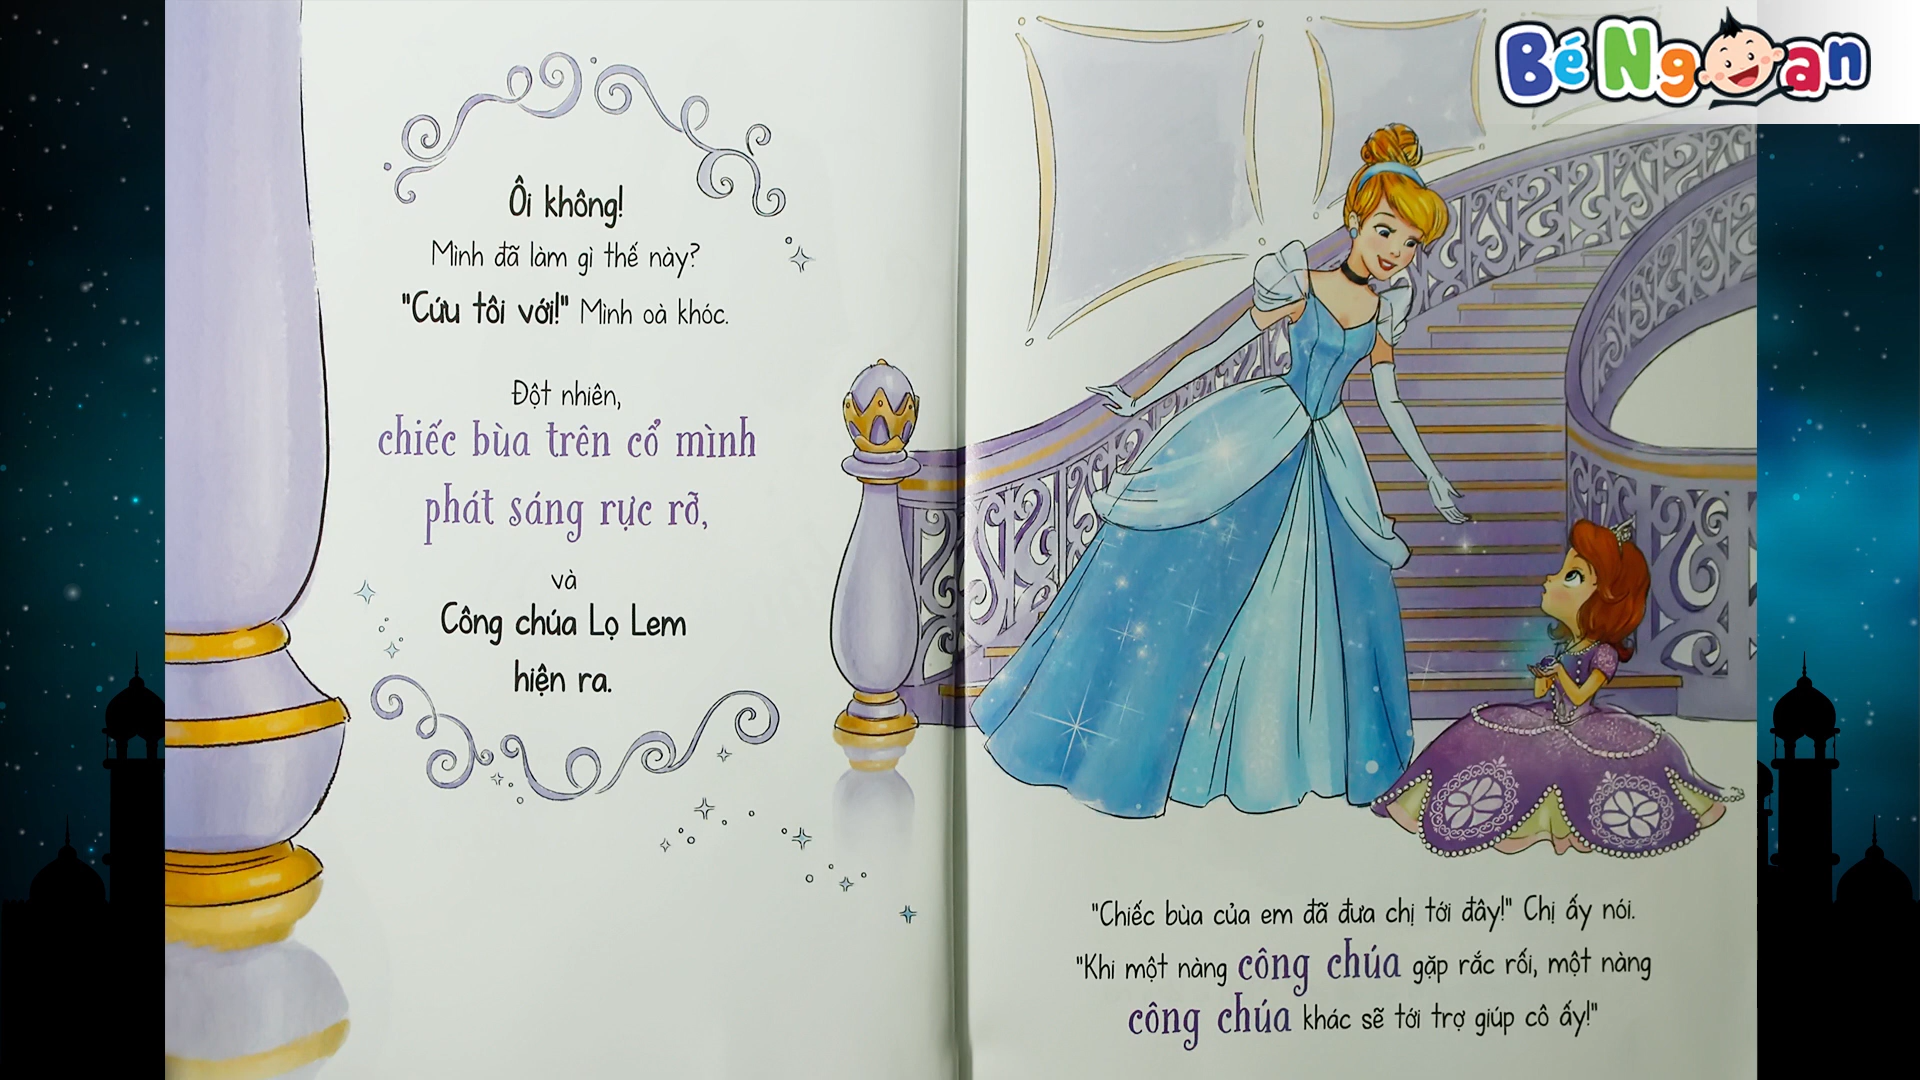 Bé Ngoan
Ôi không!
Mình đã làm gì thế này?
"Cứu tôi với!" Mình oà khóc.
Đột nhiên,
chiếc bùa trên cổ mình
phát sáng rực rỡ,
và
Công chúa Lọ Lem
hiện ra.
"Chiếc bùa của em đã đưa chị tới đây!" Chị ấy nói.
"Khi một nàng công chúa gặp rắc rối, một nàng
công chúa khác sẽ tới trợ giúp cô ấy!"